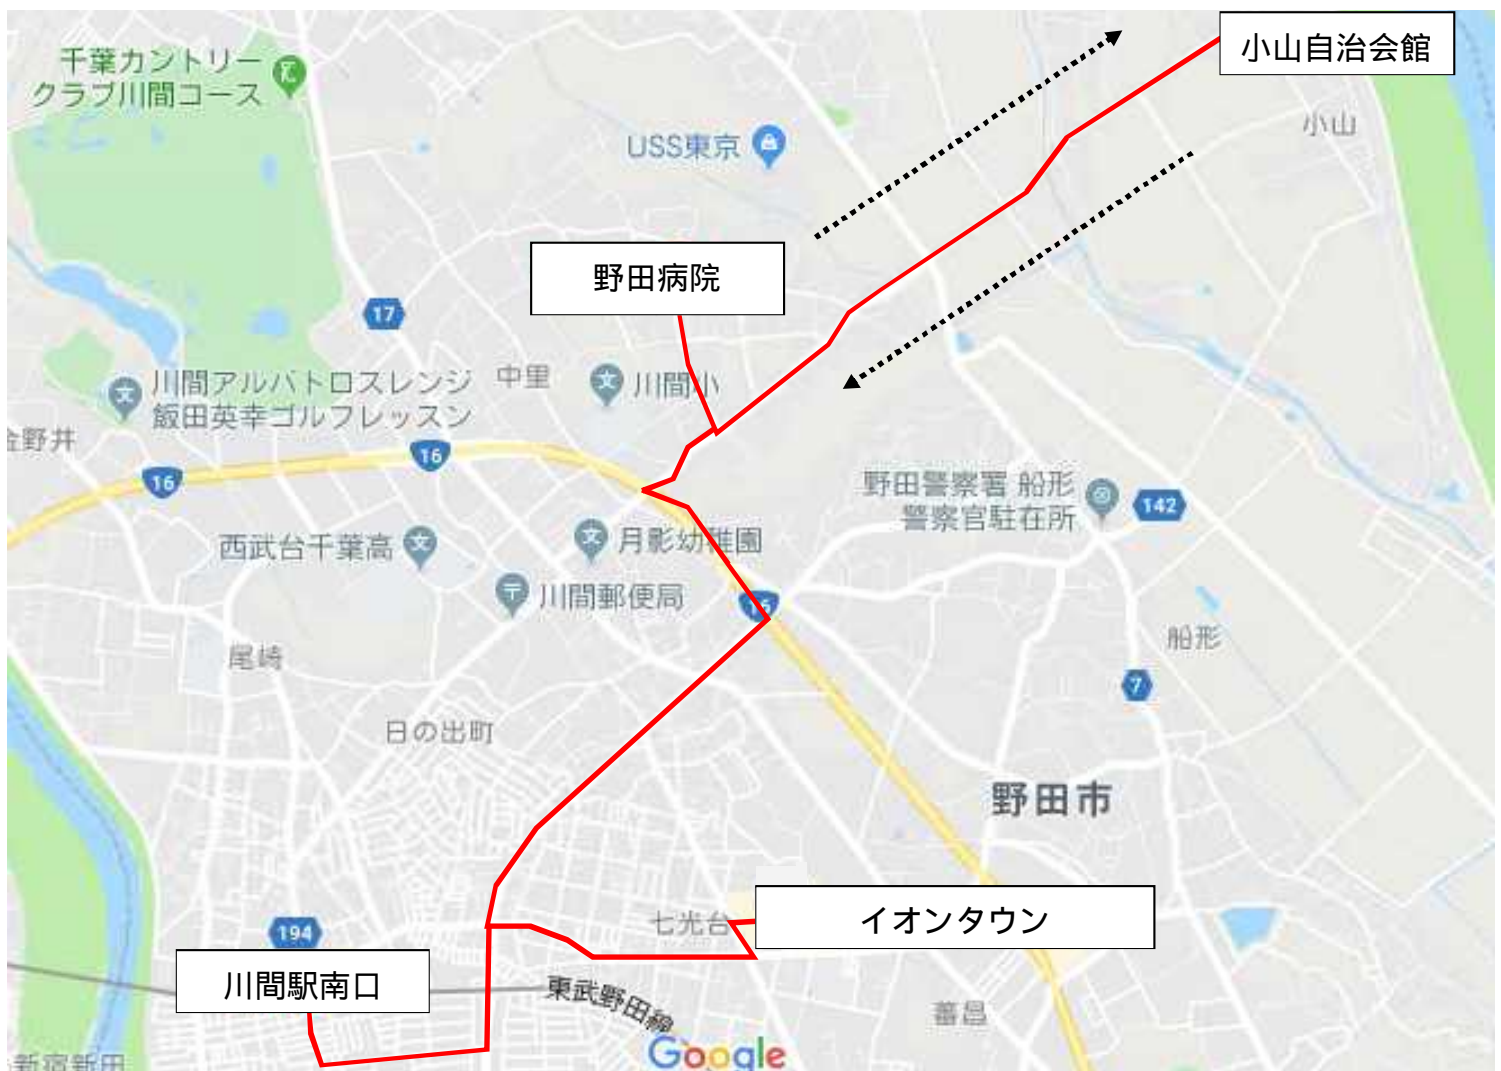 小山自治会館
千葉カントリー
クラブ川間コース
小山
USS東京
野田病院
17
川間アルバトロスレンジ
飯田英幸ゴルフレッスン
中里
川間小
金野井
16
16
野田警察署 船形
警察官駐在所
142
西武台千葉高
月影幼稚園
川間郵便局
16
船形
尾崎
7
日の出町
野田市
七光台
イオンタウン
194
川間駅南口
東武野田線
蕃昌
Google
新宿新田